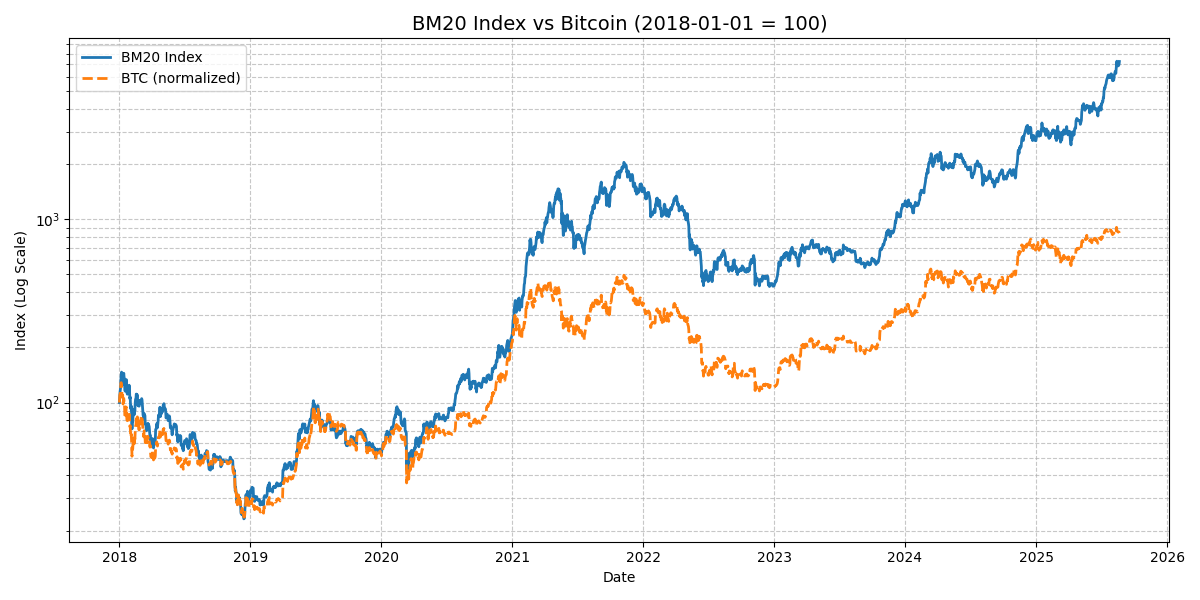 BM20 Index vs Bitcoin (2018-01-01 = 100)
BM20 Index
BTC (normalized)
Index (Log Scale)
10³
10²
2018 2019 2020 2021 2022 2023 2024 2025 2026
Date